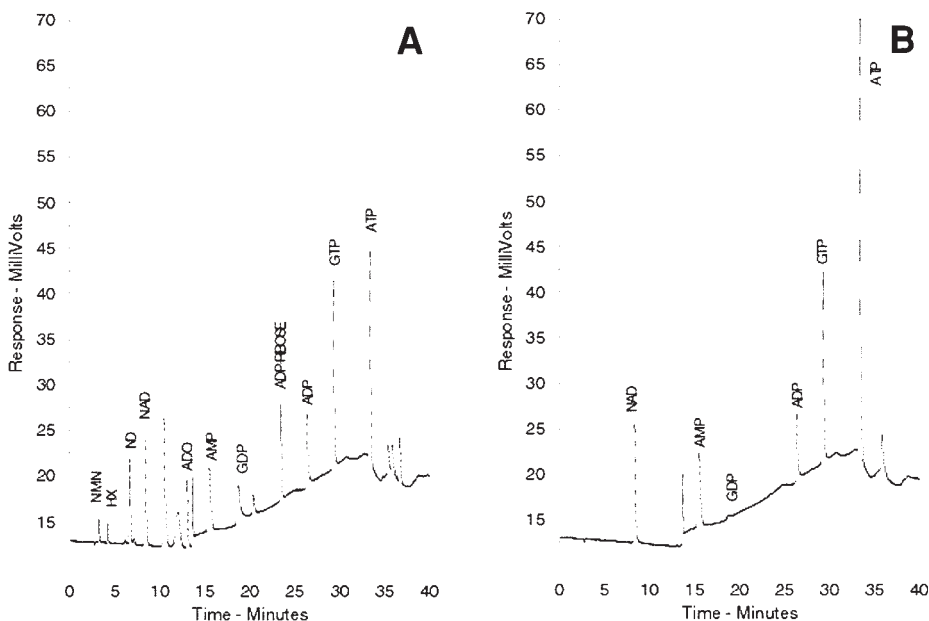 A
Response - MilliVolts
70
65
60
55
50
45
40
35
30
25
20
15
NMN
HX
NAD
ADO
AMP
GDP
ADP-RIBOSE
ADP
GTP
ATP
0 5 10 15 20 25 30 35 40
Time - Minutes
B
Response - MilliVolts
70
65
60
55
50
45
40
35
30
25
20
15
NAD
AMP
GDP
ADP
GTP
ATP
0 5 10 15 20 25 30 35 40
Time - Minutes